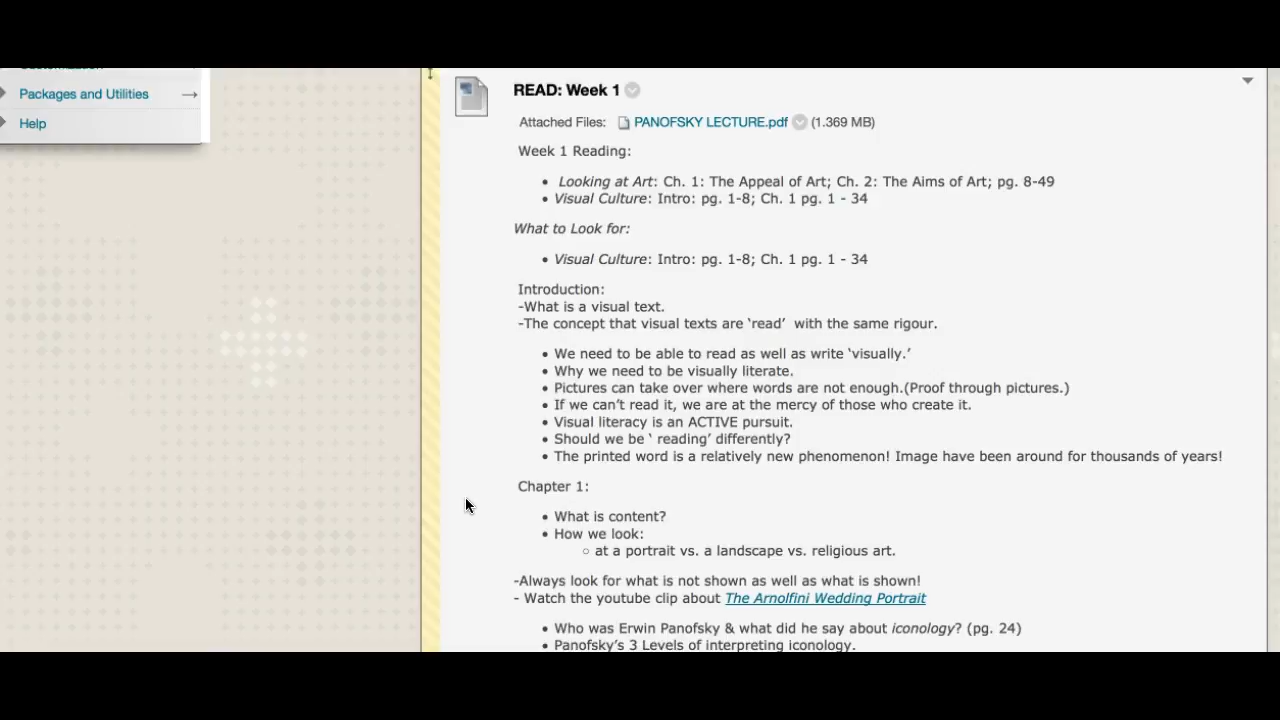 Customization
Packages and Utilities
Help
READ: Week 1
Attached Files: PANOFSKY LECTURE.pdf (1.369 MB)
Week 1 Reading:
• Looking at Art: Ch. 1: The Appeal of Art; Ch. 2: The Aims of Art; pg. 8-49
• Visual Culture: Intro: pg. 1-8; Ch. 1 pg. 1 - 34
What to Look for:
• Visual Culture: Intro: pg. 1-8; Ch. 1 pg. 1 - 34
Introduction:
-What is a visual text.
-The concept that visual texts are ‘read’ with the same rigour.
• We need to be able to read as well as write ‘visually.’
• Why we need to be visually literate.
• Pictures can take over where words are not enough.(Proof through pictures.)
• If we can’t read it, we are at the mercy of those who create it.
• Visual literacy is an ACTIVE pursuit.
• Should we be ‘ reading’ differently?
• The printed word is a relatively new phenomenon! Image have been around for thousands of years!
Chapter 1:
• What is content?
• How we look:
○ at a portrait vs. a landscape vs. religious art.
-Always look for what is not shown as well as what is shown!
- Watch the youtube clip about The Arnolfini Wedding Portrait
• Who was Erwin Panofsky & what did he say about iconology? (pg. 24)
• Panofsky’s 3 Levels of interpreting iconology.